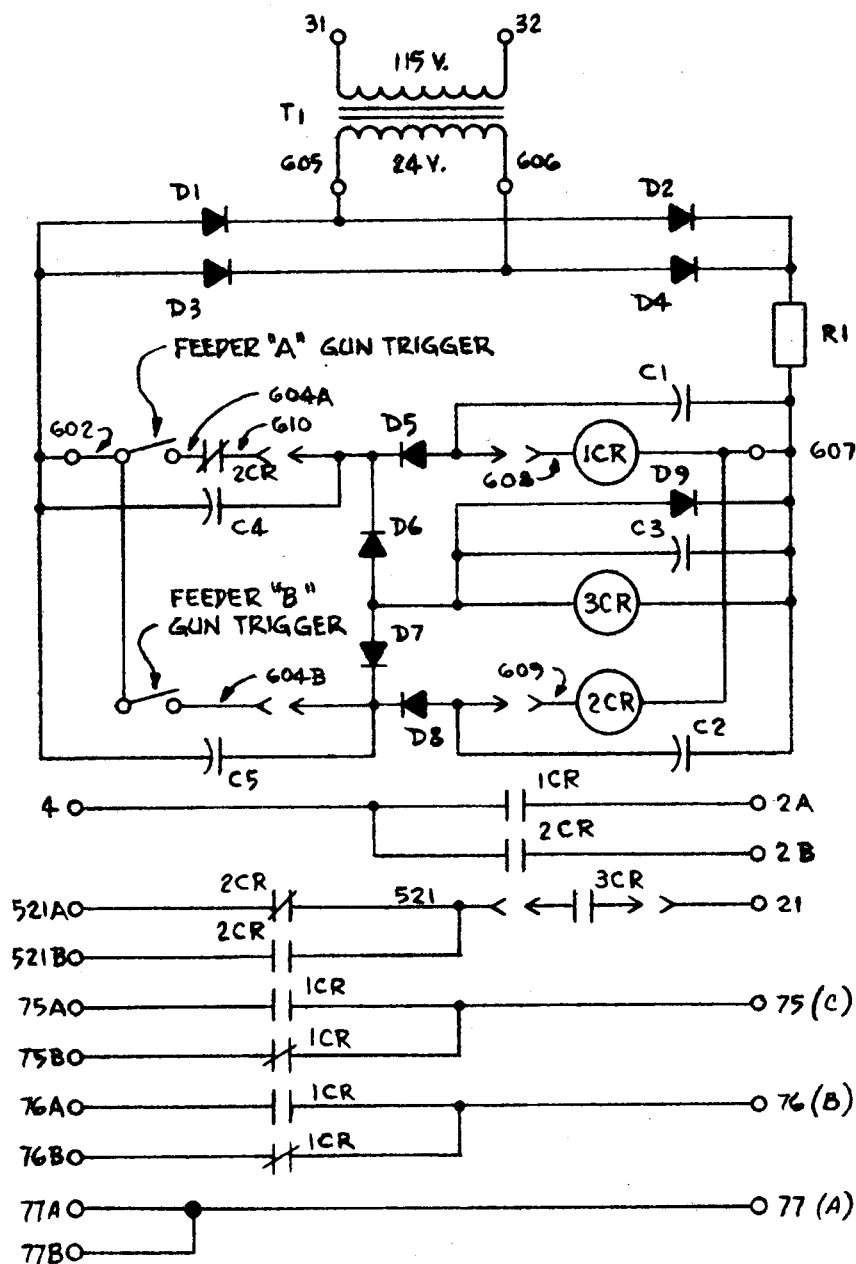 31 32
115 V.
T1
605 24 V. 606
D1 D2
D3 D4
R1
FEEDER "A" GUN TRIGGER
604A
610
C1
602
D5
2CR
608
1CR
607
C4
D9
D6
C3
FEEDER "B"
GUN TRIGGER
3CR
D7
604B
609
2CR
D8
C2
C5
1CR
4 2A
2CR
2B
2CR 521 3CR
521A 21
2CR
521B
1CR
75A 75 (C)
1CR
75B
1CR
76A 76 (B)
1CR
76B
77A 77 (A)
77B